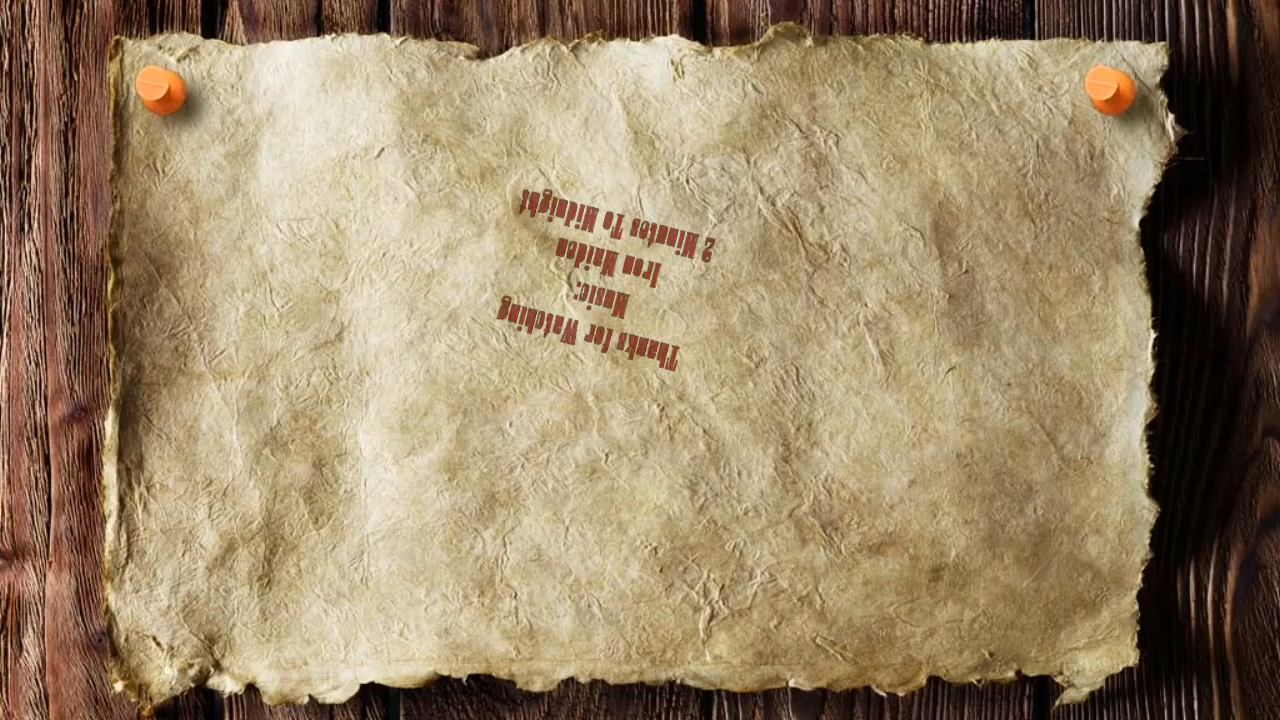 Thanks for Watching
Music:
Iron Maiden
2 Minutes To Midnight